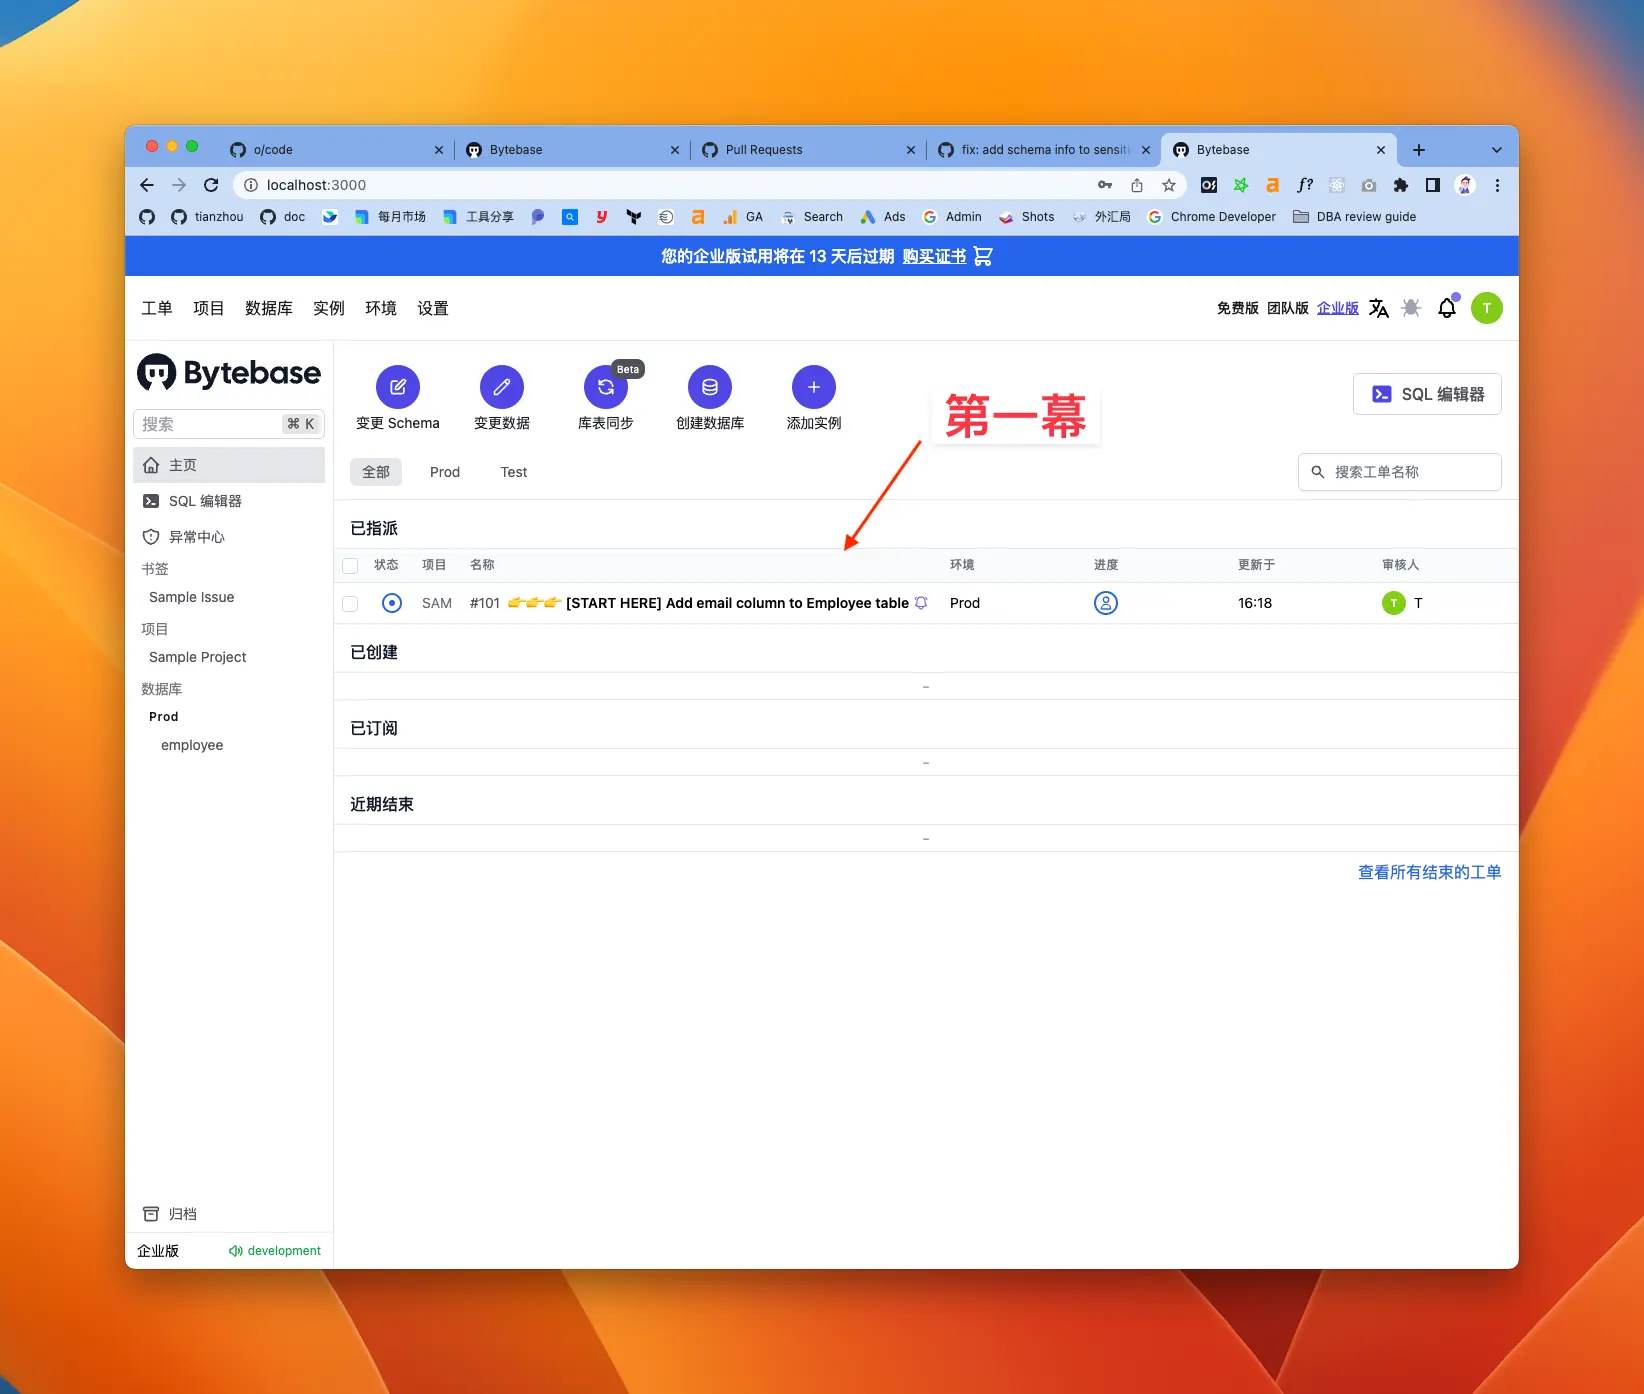 o/code
Bytebase
Pull Requests
fix: add schema info to sensiti
Bytebase
localhost:3000
tianzhou
doc
每月市场
工具分享
GA
Search
Ads
Admin
Shots
外汇局
Chrome Developer
DBA review guide
您的企业版试用将在 13 天后过期 购买证书
工单 项目 数据库 实例 环境 设置
免费版 团队版 企业版
T
Bytebase
搜索 ⌘ K
主页
SQL 编辑器
异常中心
书签
Sample Issue
项目
Sample Project
数据库
Prod
employee
归档
企业版
development
Beta
变更 Schema
变更数据
库表同步
创建数据库
添加实例
第一幕
SQL 编辑器
全部 Prod Test
搜索工单名称
已指派
状态 项目 名称 环境 进度 更新于 审核人
SAM #101 👉👉👉 [START HERE] Add email column to Employee table Prod 16:18 T T
已创建
-
已订阅
-
近期结束
-
查看所有结束的工单